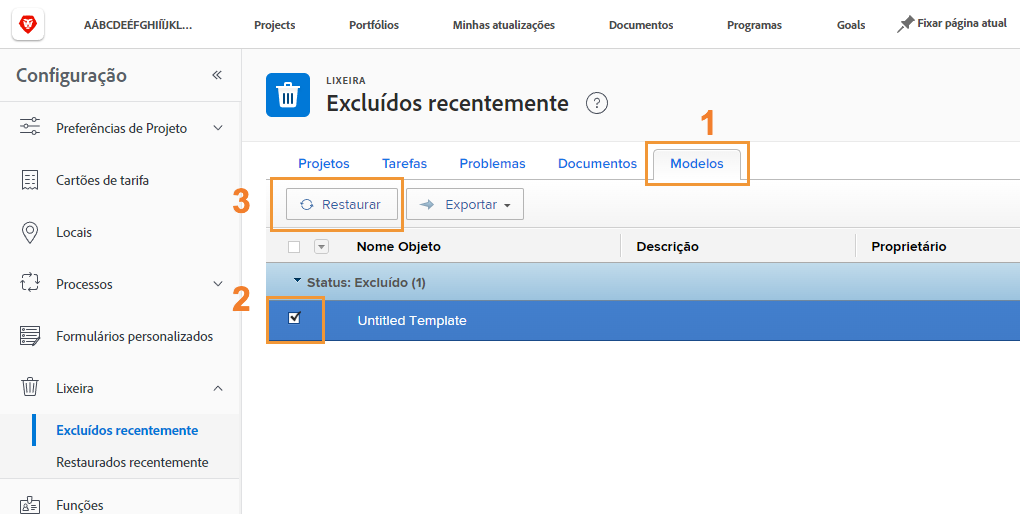 AÁBCDEÉFGHIÍÏJKL... Projects Portfólios Minhas atualizações Documentos Programas Goals Fixar página atual
Configuração «
Preferências de Projeto
Cartões de tarifa
Locais
Processos
Formulários personalizados
Lixeira
Excluídos recentemente
Restaurados recentemente
Funções
LIXEIRA
Excluídos recentemente ?
1
Projetos Tarefas Problemas Documentos Modelos
3
Restaurar Exportar
Nome Objeto Descrição Proprietário
Status: Excluído (1)
2
Untitled Template